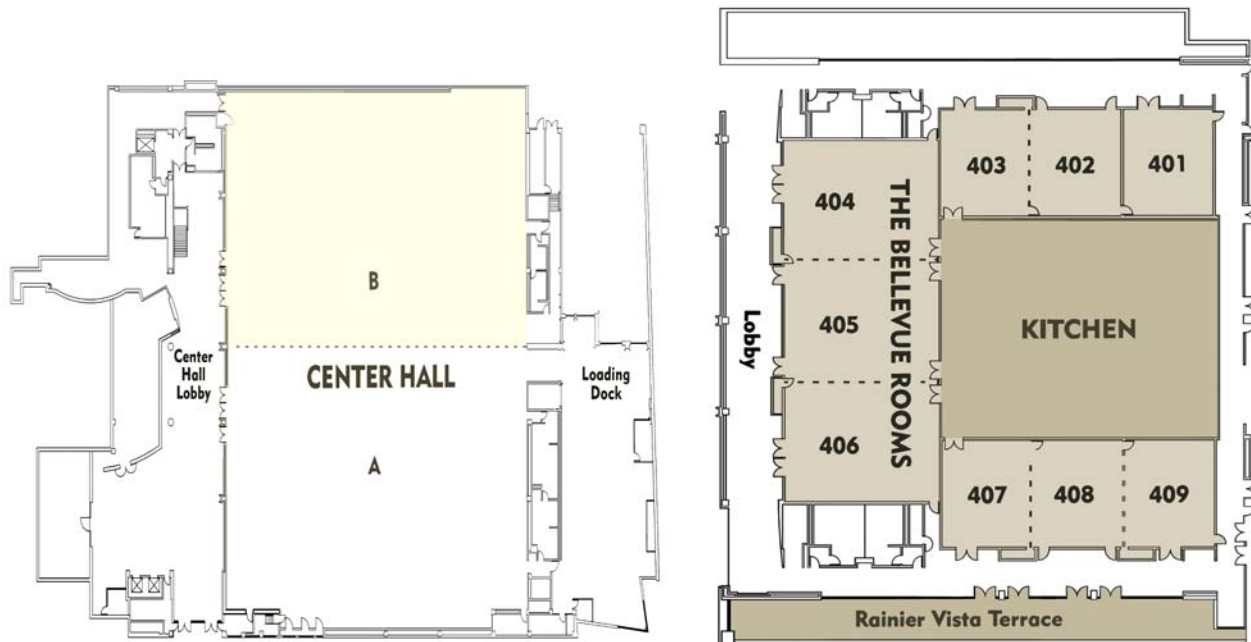 B
CENTER HALL
Center
Hall
Lobby
Loading
Dock
A
403
402
401
404
THE BELLEVUE ROOMS
Lobby
405
KITCHEN
406
407
408
409
Rainier Vista Terrace